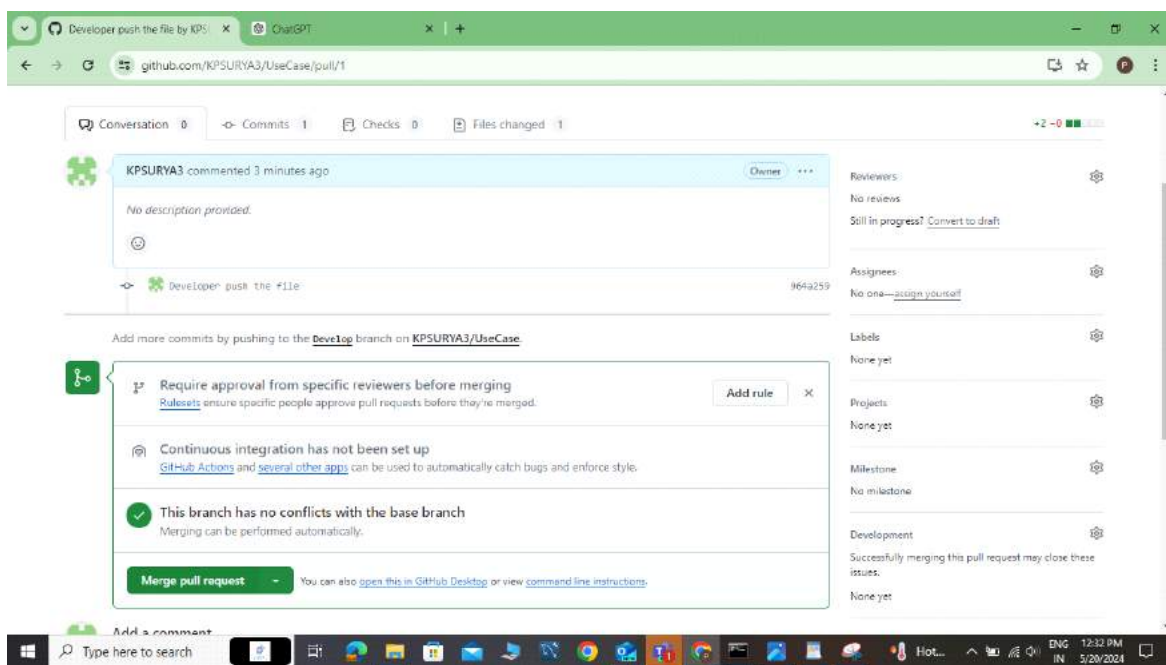 Developer push the file by KPS
ChatGPT
github.com/KPSURYA3/UseCase/pull/1
P
Conversation 0
Commits 1
Checks 0
Files changed 1
+2 −0
KPSURYA3 commented 3 minutes ago
Owner
No description provided.
Developer push the file
964a259
Add more commits by pushing to the Develop branch on KPSURYA3/UseCase.
Require approval from specific reviewers before merging
Rulesets ensure specific people approve pull requests before they're merged.
Add rule
Continuous integration has not been set up
GitHub Actions and several other apps can be used to automatically catch bugs and enforce style.
This branch has no conflicts with the base branch
Merging can be performed automatically.
Merge pull request
You can also open this in GitHub Desktop or view command line instructions.
Add a comment
Reviewers
No reviews
Still in progress? Convert to draft
Assignees
No one—assign yourself
Labels
None yet
Projects
None yet
Milestone
No milestone
Development
Successfully merging this pull request may close these
issues.
None yet
Type here to search
Hot...
ENG
IN
12:32 PM
5/20/2024